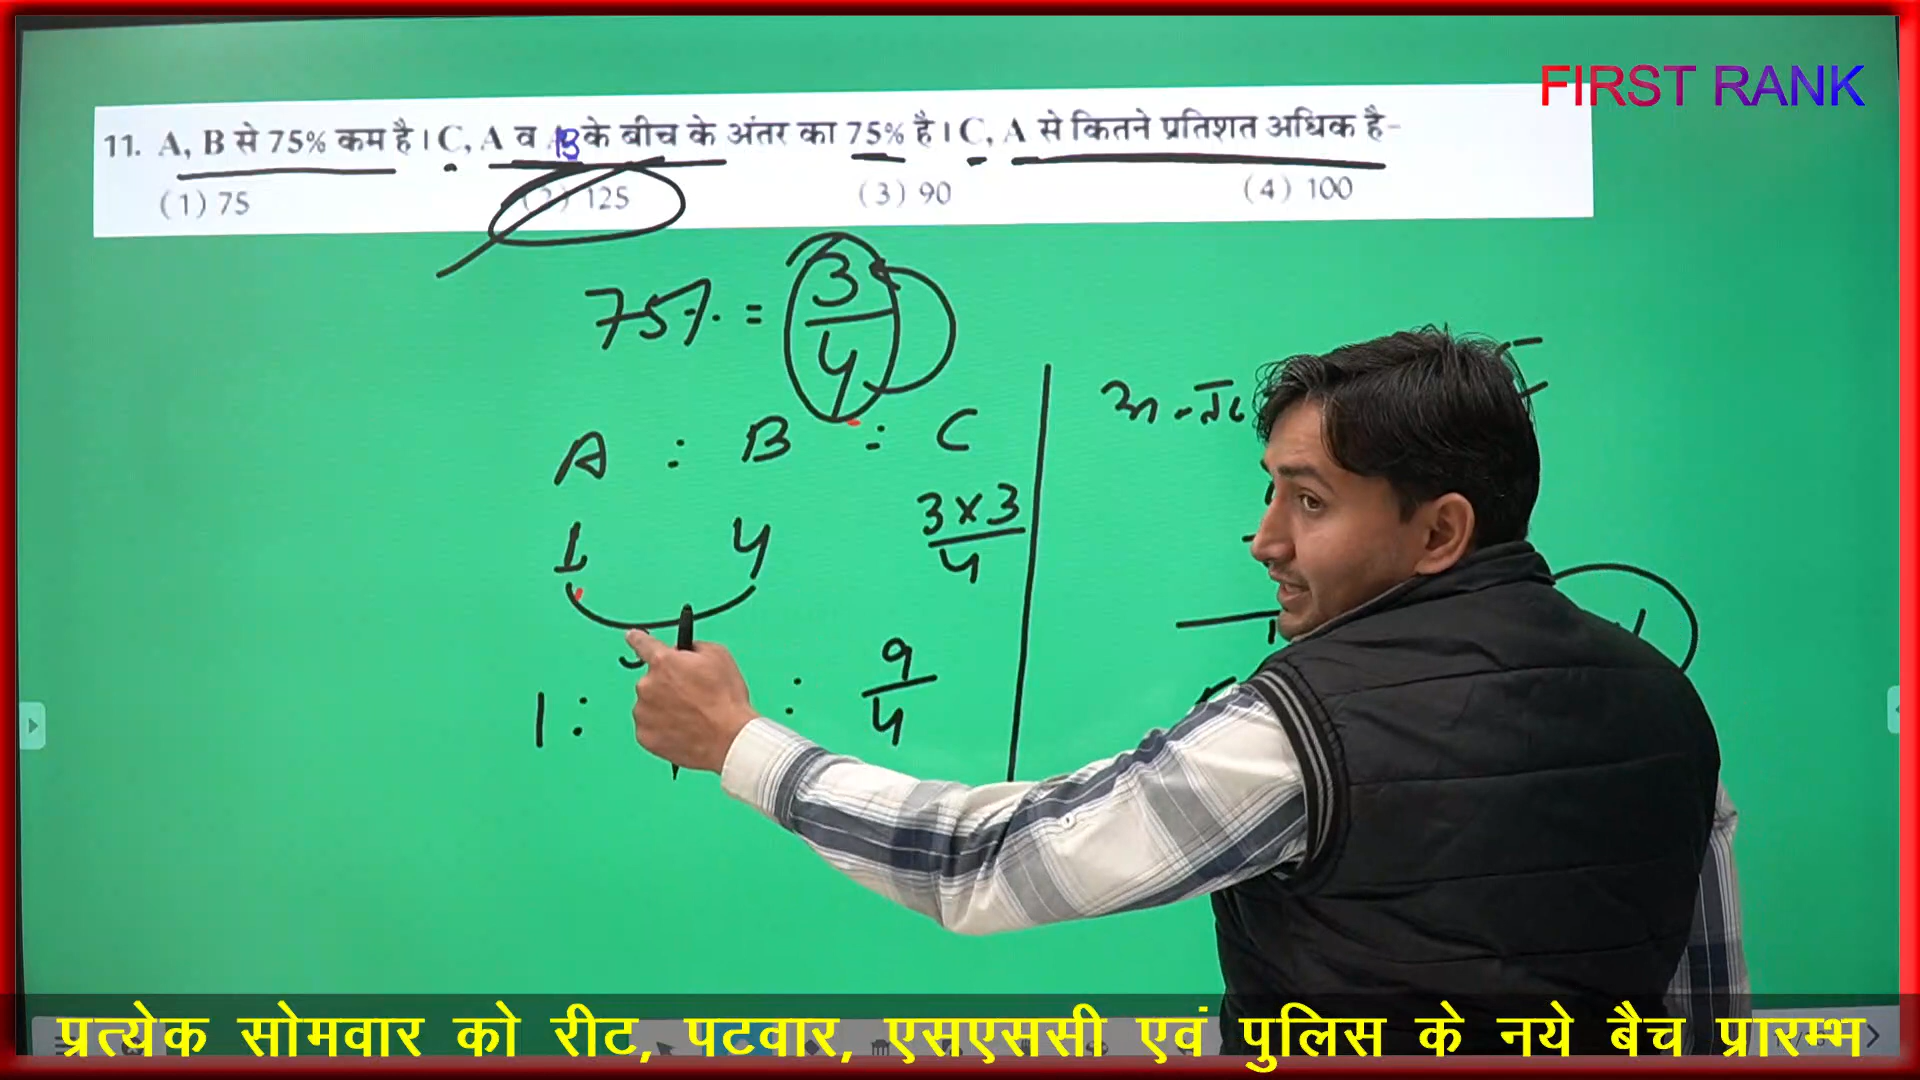 FIRST RANK
11. A, B से 75% कम है। C, A व B के बीच के अंतर का 75% है। C, A से कितने प्रतिशत अधिक है-
(1) 75 (2) 125 (3) 90 (4) 100
75% = 3/4
A : B : C
1 4 3×3/4
1 : : 9/4
प्रत्येक सोमवार को रीट, पटवार, एसएससी एवं पुलिस के नये बैच प्रारम्भ